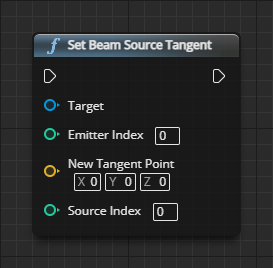 f Set Beam Source Tangent
Target
Emitter Index 0
New Tangent Point
X 0 Y 0 Z 0
Source Index 0